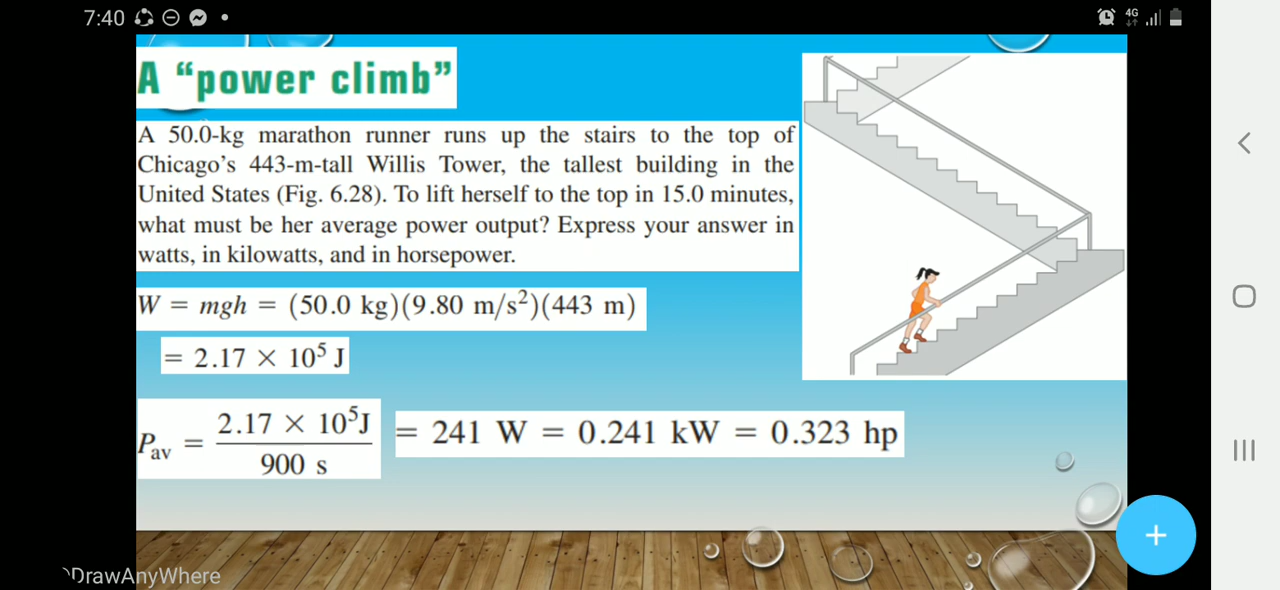 7:40
4G
A “power climb”
A 50.0-kg marathon runner runs up the stairs to the top of
Chicago’s 443-m-tall Willis Tower, the tallest building in the
United States (Fig. 6.28). To lift herself to the top in 15.0 minutes,
what must be her average power output? Express your answer in
watts, in kilowatts, and in horsepower.
W = mgh = (50.0 kg)(9.80 m/s²)(443 m)
= 2.17 × 10⁵ J
P_av = 2.17 × 10⁵J / 900 s = 241 W = 0.241 kW = 0.323 hp
DrawAnyWhere